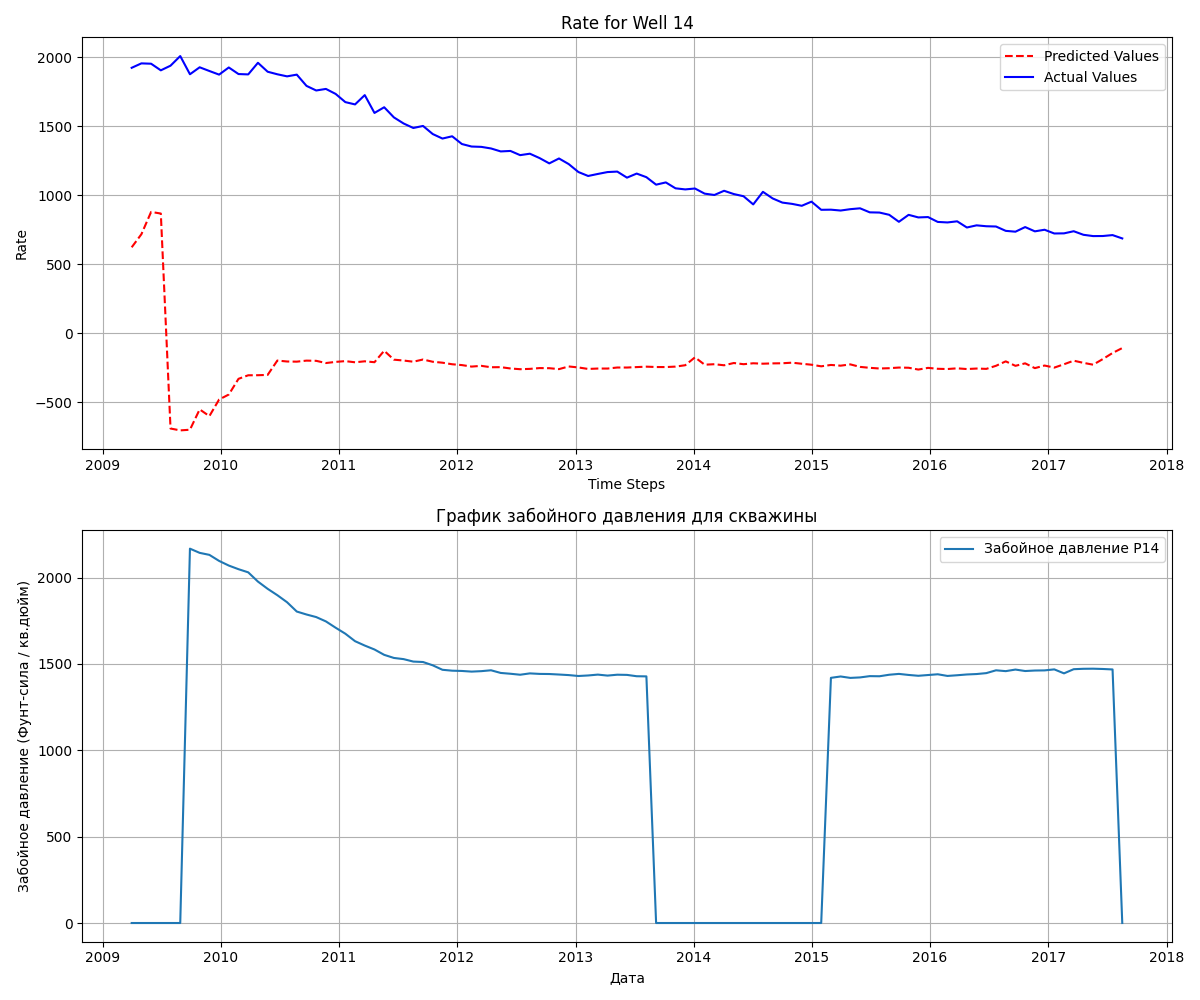 Rate for Well 14
Predicted Values
Actual Values
Rate
2000
1500
1000
500
0
−500
2009 2010 2011 2012 2013 2014 2015 2016 2017 2018
Time Steps
График забойного давления для скважины
Забойное давление P14
Забойное давление (Фунт-сила / кв.дюйм)
2000
1500
1000
500
0
2009 2010 2011 2012 2013 2014 2015 2016 2017 2018
Дата